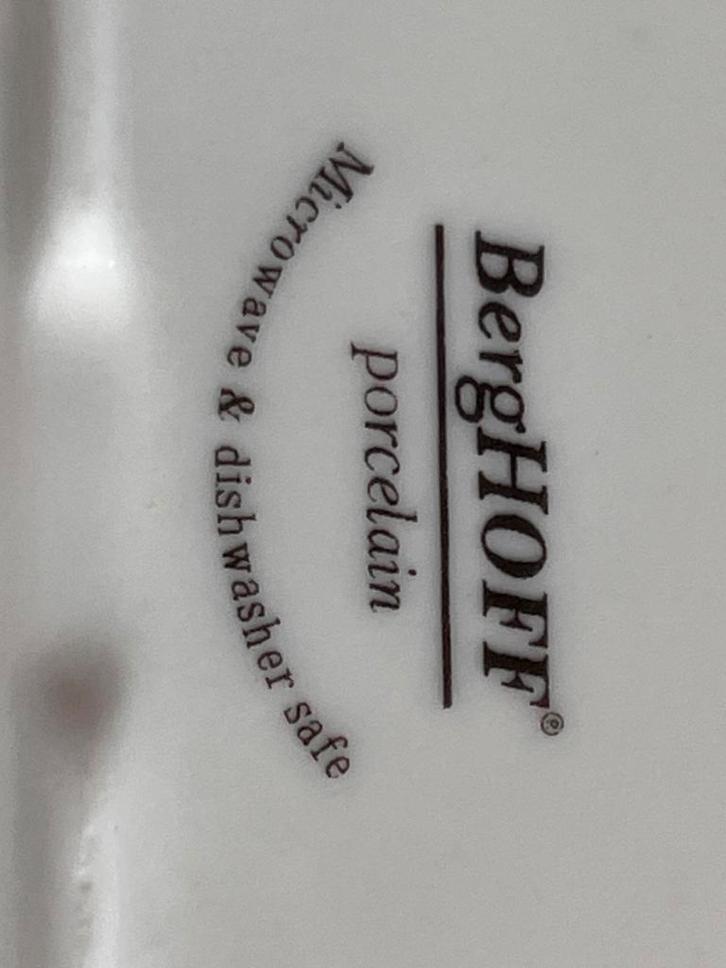 BergHOFF®
porcelain
Microwave & dishwasher safe